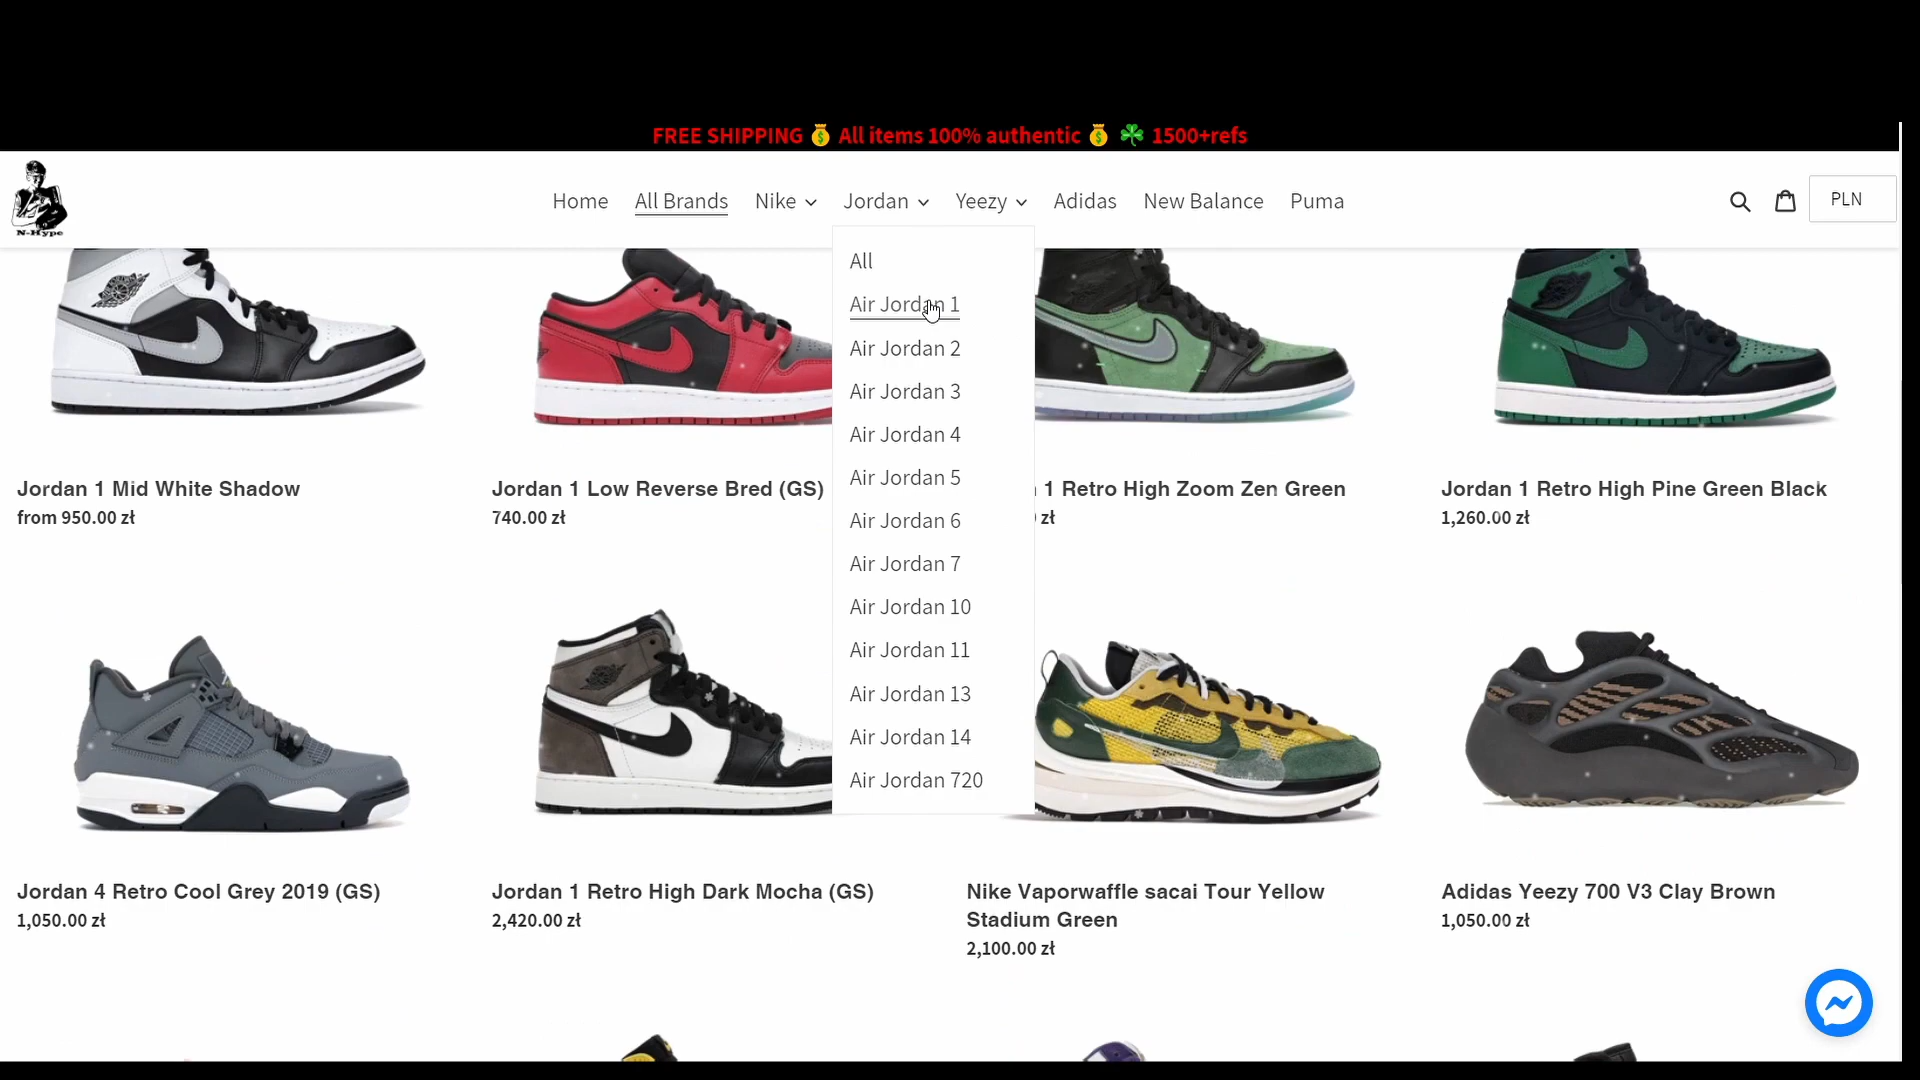 FREE SHIPPING 💰 All items 100% authentic 💰 ☘️ 1500+refs
N-Hype
Home All Brands Nike Jordan Yeezy Adidas New Balance Puma
PLN
All
Air Jordan 1
Air Jordan 2
Air Jordan 3
Air Jordan 4
Air Jordan 5
Air Jordan 6
Air Jordan 7
Air Jordan 10
Air Jordan 11
Air Jordan 13
Air Jordan 14
Air Jordan 720
Jordan 1 Mid White Shadow
from 950.00 zł
Jordan 1 Low Reverse Bred (GS)
740.00 zł
1 Retro High Zoom Zen Green
zł
Jordan 1 Retro High Pine Green Black
1,260.00 zł
Jordan 4 Retro Cool Grey 2019 (GS)
1,050.00 zł
Jordan 1 Retro High Dark Mocha (GS)
2,420.00 zł
Nike Vaporwaffle sacai Tour Yellow
Stadium Green
2,100.00 zł
Adidas Yeezy 700 V3 Clay Brown
1,050.00 zł